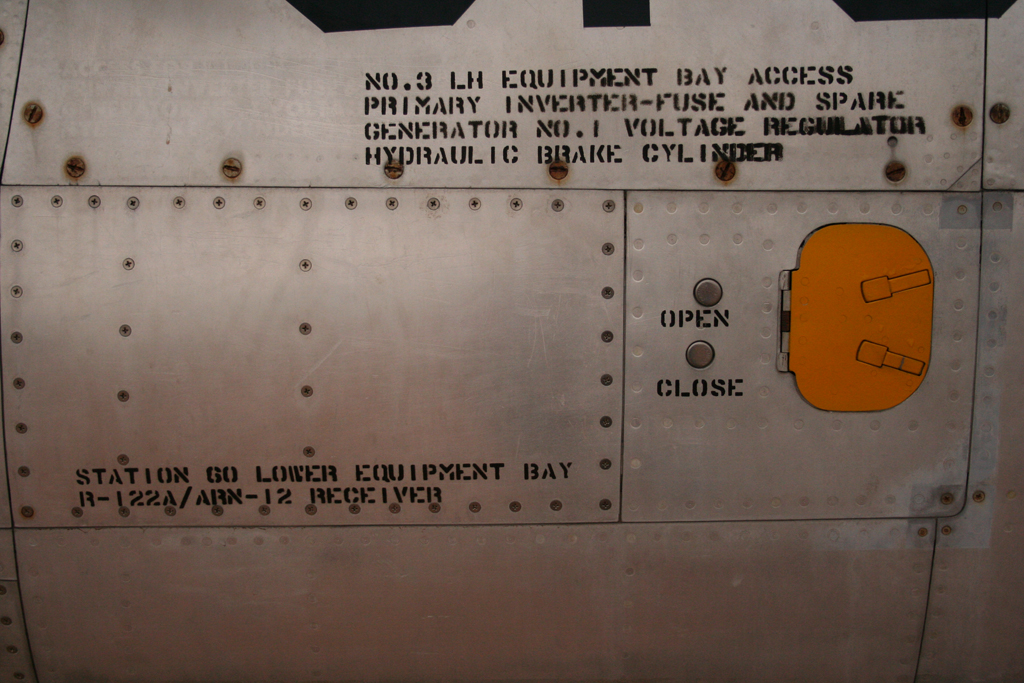 NO.3 LH EQUIPMENT BAY ACCESS
PRIMARY INVERTER-FUSE AND SPARE
GENERATOR NO.1 VOLTAGE REGULATOR
HYDRAULIC BRAKE CYLINDER
OPEN
CLOSE
STATION 60 LOWER EQUIPMENT BAY
R-122A/ARN-12 RECEIVER